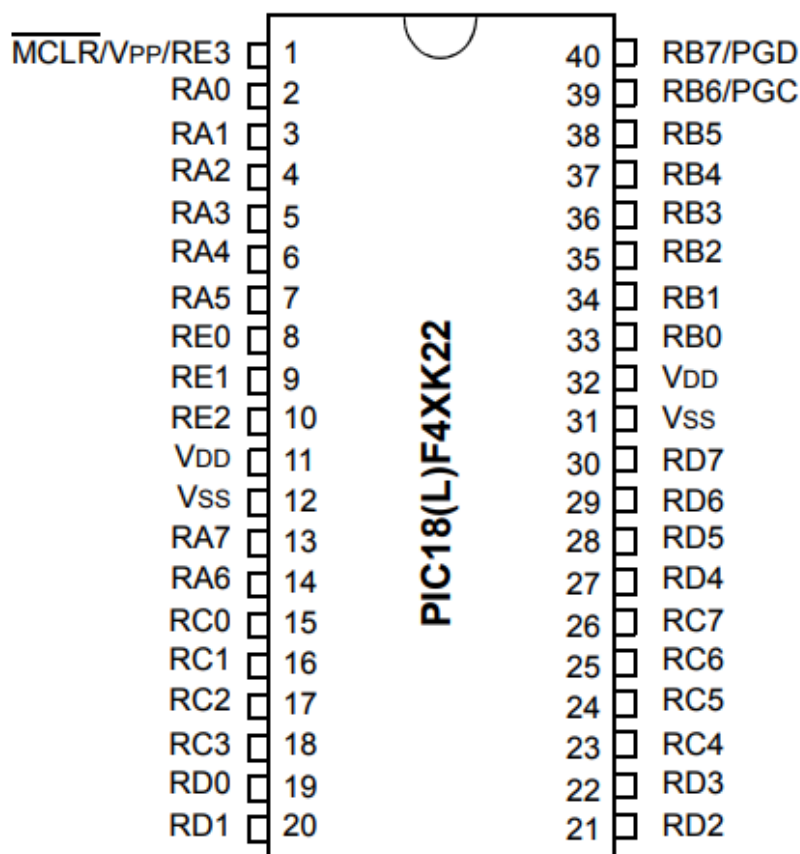 MCLR/VPP/RE3 1 40 RB7/PGD
RA0 2 39 RB6/PGC
RA1 3 38 RB5
RA2 4 37 RB4
RA3 5 36 RB3
RA4 6 35 RB2
RA5 7 34 RB1
RE0 8 33 RB0
RE1 9 32 VDD
RE2 10 31 VSS
VDD 11 30 RD7
VSS 12 29 RD6
RA7 13 28 RD5
RA6 14 27 RD4
RC0 15 26 RC7
RC1 16 25 RC6
RC2 17 24 RC5
RC3 18 23 RC4
RD0 19 22 RD3
RD1 20 21 RD2
PIC18(L)F4XK22